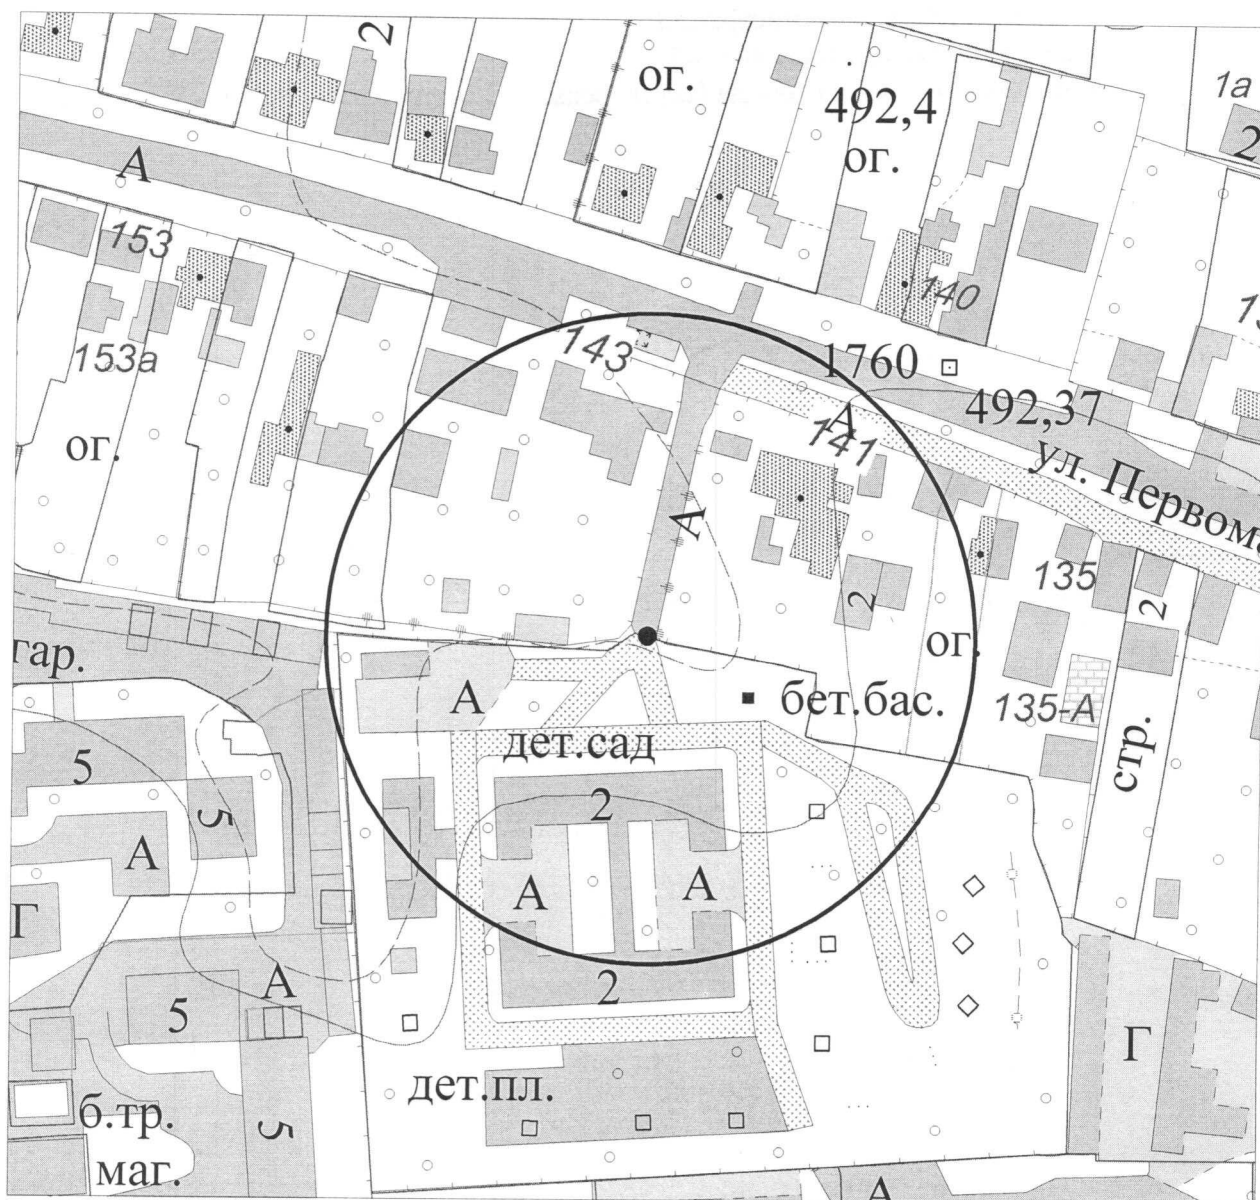 2
ог.
492,4
ог.
1а
2
А
153
140
153а
143
1760
492,37
А
141
ог.
ул. Первома
А
135
2
2
гар.
ог.
А
бет.бас.
135-А
дет.сад
стр.
5
2
5
А
А
А
Г
А
2
5
Г
дет.пл.
б.тр.
5
маг.
А